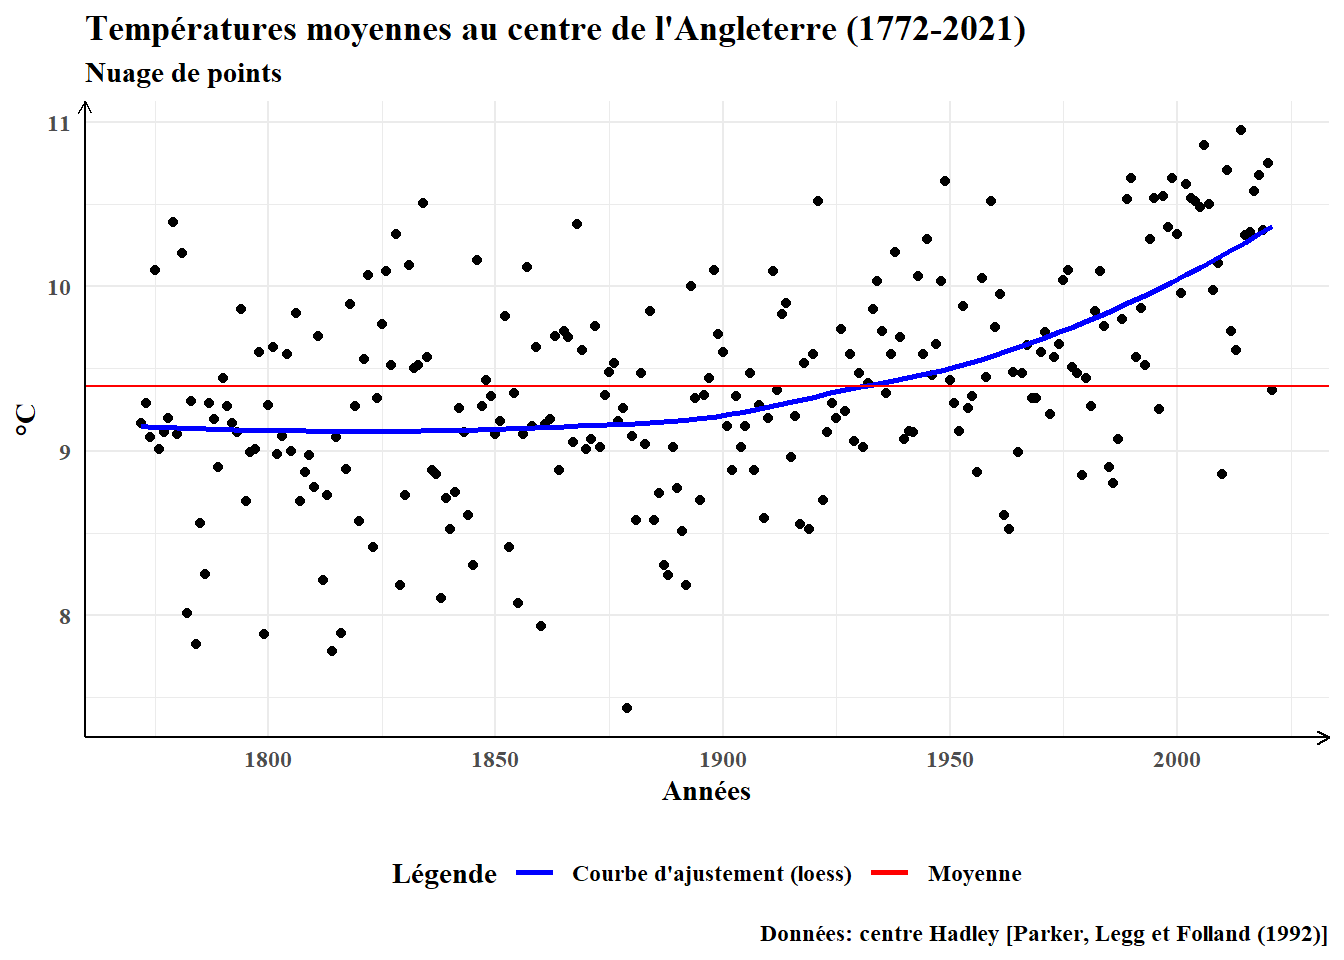 Températures moyennes au centre de l'Angleterre (1772-2021)
Nuage de points
11
10
9
8
°C
1800 1850 1900 1950 2000
Années
Légende Courbe d'ajustement (loess) Moyenne
Données: centre Hadley [Parker, Legg et Folland (1992)]